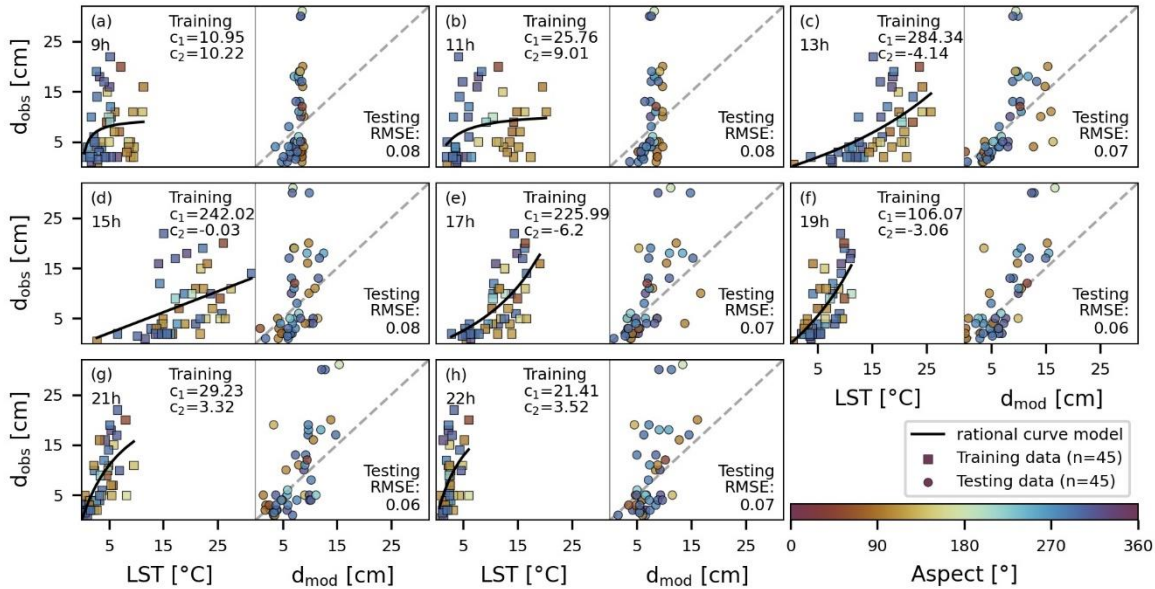 (a)
9h
Training
c1=10.95
c2=10.22
Testing
RMSE:
0.08
(b)
11h
Training
c1=25.76
c2=9.01
Testing
RMSE:
0.08
(c)
13h
Training
c1=284.34
c2=-4.14
Testing
RMSE:
0.07
25
15
5
dobs [cm]
(d)
15h
Training
c1=242.02
c2=-0.03
Testing
RMSE:
0.08
(e)
17h
Training
c1=225.99
c2=-6.2
Testing
RMSE:
0.07
(f)
19h
Training
c1=106.07
c2=-3.06
Testing
RMSE:
0.06
25
15
5
dobs [cm]
5 15 25 5 15 25
LST [°C] dmod [cm]
(g)
21h
Training
c1=29.23
c2=3.32
Testing
RMSE:
0.06
(h)
22h
Training
c1=21.41
c2=3.52
Testing
RMSE:
0.07
25
15
5
dobs [cm]
5 15 25 5 15 25 5 15 25 5 15 25
LST [°C] dmod [cm] LST [°C] dmod [cm]
rational curve model
Training data (n=45)
Testing data (n=45)
0 90 180 270 360
Aspect [°]